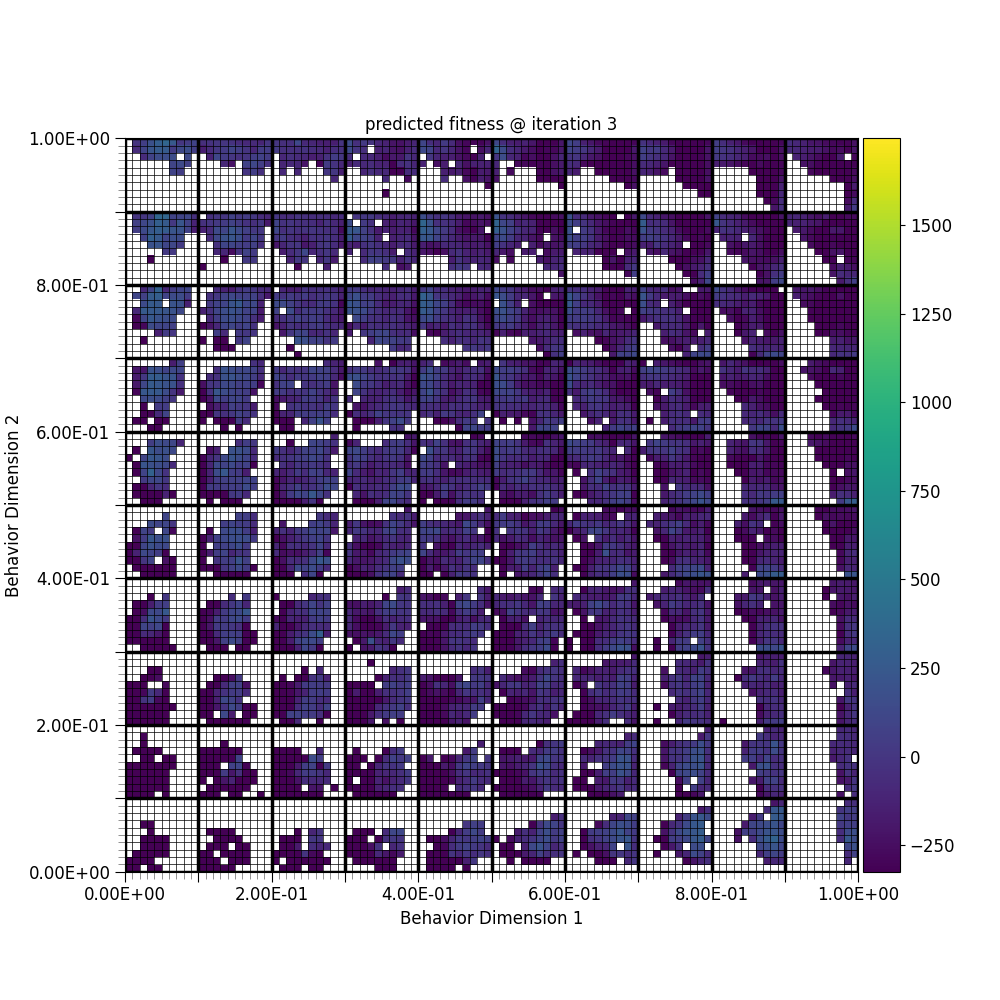 predicted fitness @ iteration 3
1.00E+00
8.00E-01
6.00E-01
4.00E-01
2.00E-01
0.00E+00
Behavior Dimension 2
0.00E+00 2.00E-01 4.00E-01 6.00E-01 8.00E-01 1.00E+00
Behavior Dimension 1
1500
1250
1000
750
500
250
0
−250